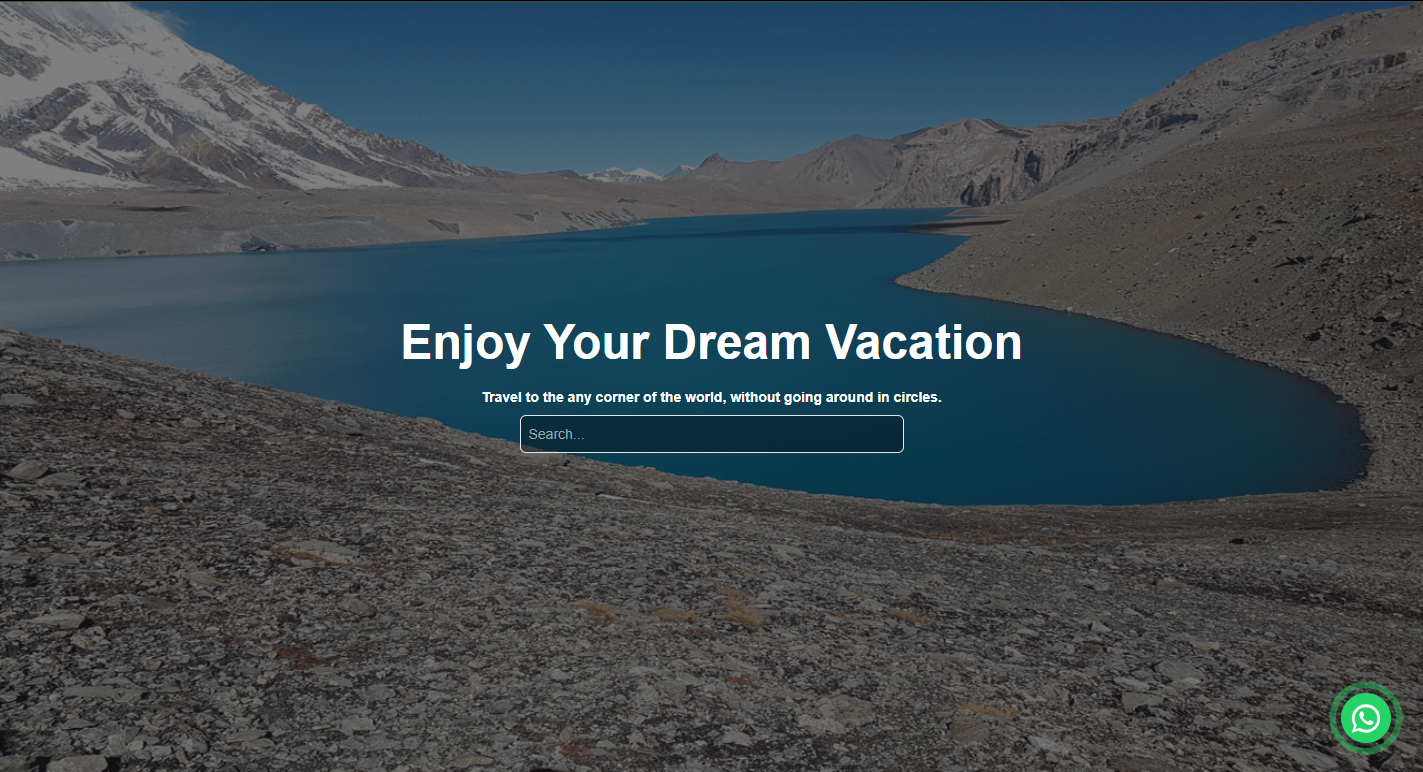 Enjoy Your Dream Vacation
Travel to the any corner of the world, without going around in circles.
Search...